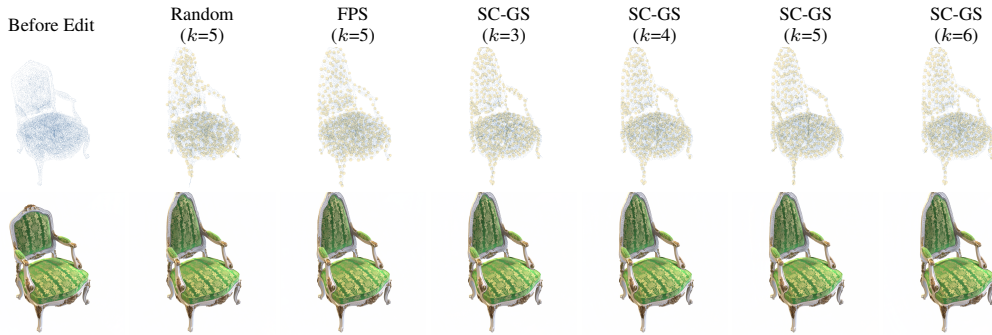 Before Edit
Random
(k=5)
FPS
(k=5)
SC-GS
(k=3)
SC-GS
(k=4)
SC-GS
(k=5)
SC-GS
(k=6)